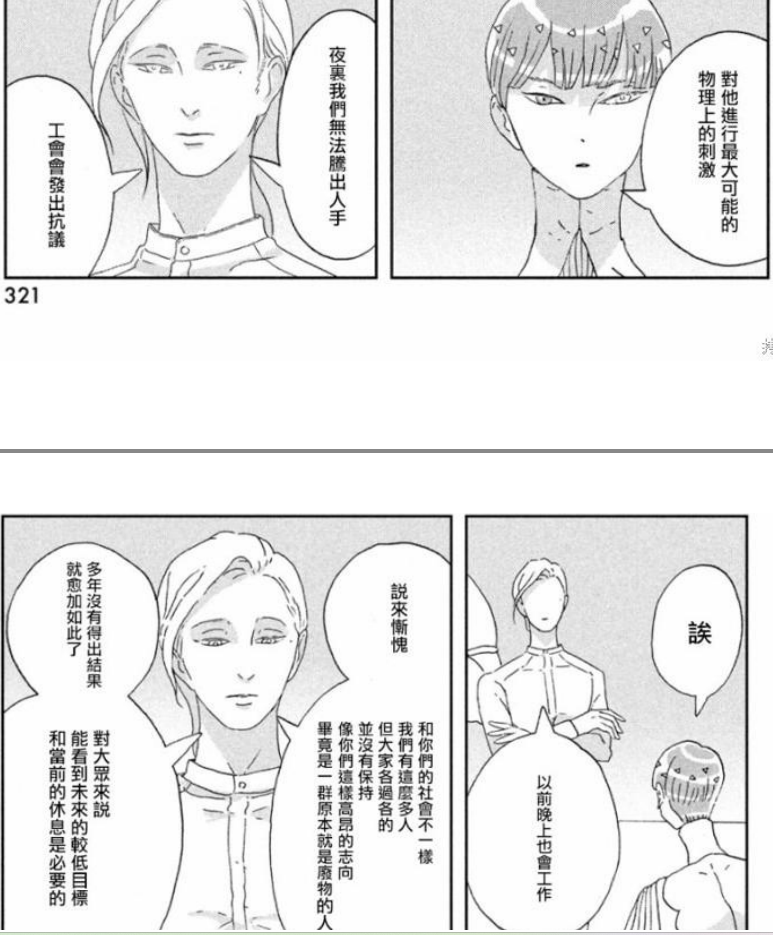 對他進行最大可能的
物理上的刺激
夜裏我們無法騰出人手
工會會發出抗議
321
誒
以前晚上也會工作
說來慚愧
和你們的社會不一樣
我們有這麼多人
但大家各過各的
並沒有保持
像你們這樣高昂的志向
畢竟是一群原本就是廢物的人
多年沒有得出結果
就愈加如此了
對大眾來說
能看到未來的較低目標
和當前的休息是必要的